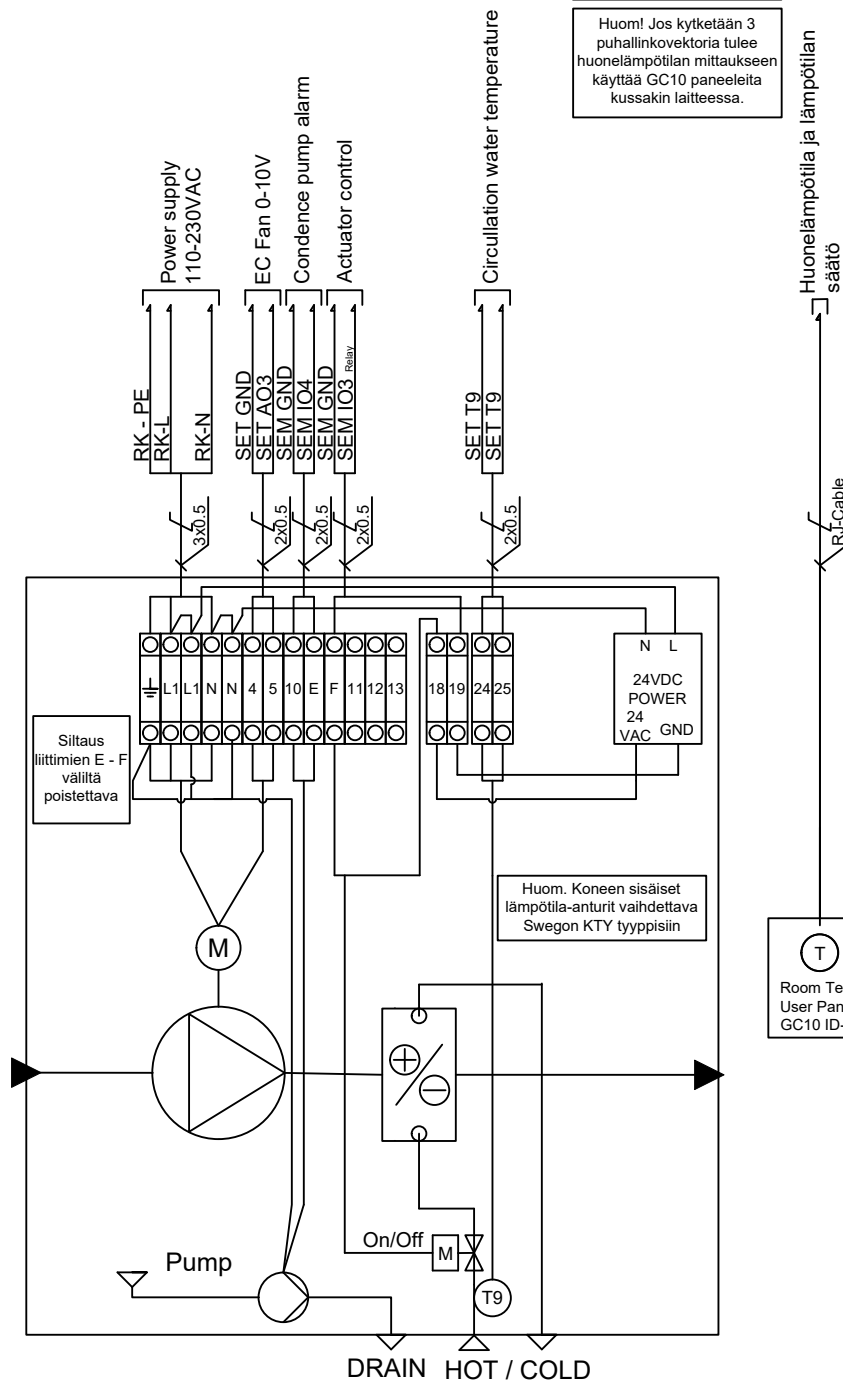 Huom! Jos kytketään 3
puhallinkovektoria tulee
huonelämpötilan mittaukseen
käyttää GC10 paneeleita
kussakin laitteessa.
Power supply
110-230VAC
EC Fan 0-10V
Condence pump alarm
Actuator control
Circullation water temperature
Huonelämpötila ja lämpötilan
säätö
RK - PE
RK-L
RK-N
SET GND
SET AO3
SEM GND
SEM IO4
SEM GND
SEM IO3 Relay
SET T9
SET T9
3x0.5
2x0.5
2x0.5
2x0.5
2x0.5
RJ-Cable
L1 L1 N N 4 5 10 E F 11 12 13
18 19
24 25
N L
24VDC
POWER
24
VAC GND
Siltaus
liittimien E - F
väliltä
poistettava
Huom. Koneen sisäiset
lämpötila-anturit vaihdettava
Swegon KTY tyyppisiin
M
T
Room Te
User Pan
GC10 ID-
On/Off
M
Pump
T9
DRAIN HOT / COLD